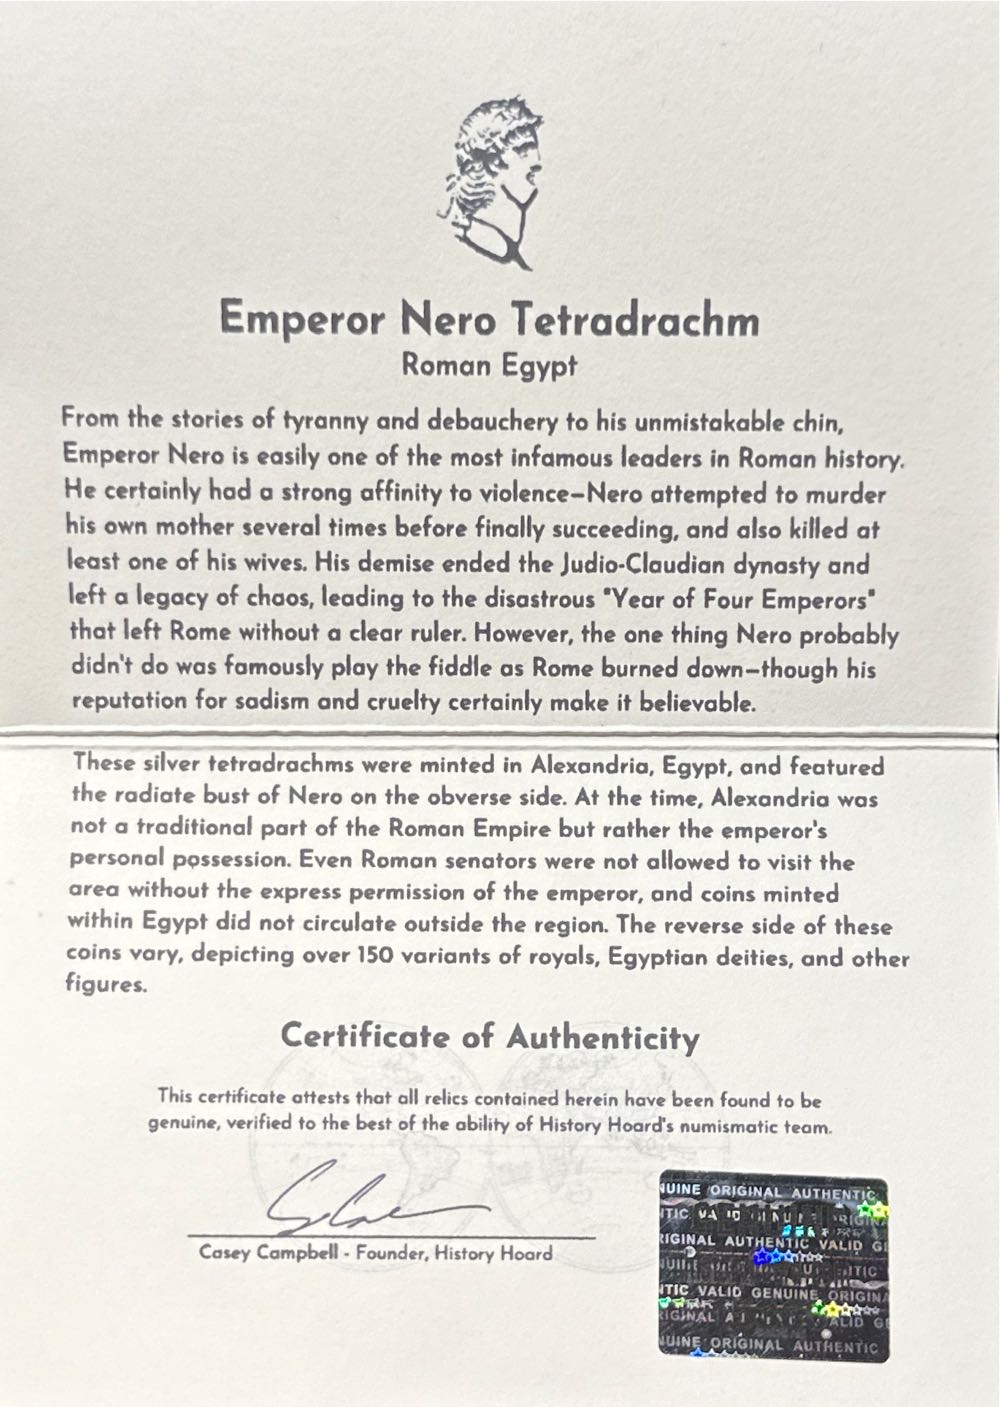 Emperor Nero Tetradrachm
Roman Egypt
From the stories of tyranny and debauchery to his unmistakable chin,
Emperor Nero is easily one of the most infamous leaders in Roman history.
He certainly had a strong affinity to violence–Nero attempted to murder
his own mother several times before finally succeeding, and also killed at
least one of his wives. His demise ended the Judio-Claudian dynasty and
left a legacy of chaos, leading to the disastrous "Year of Four Emperors"
that left Rome without a clear ruler. However, the one thing Nero probably
didn't do was famously play the fiddle as Rome burned down–though his
reputation for sadism and cruelty certainly make it believable.
These silver tetradrachms were minted in Alexandria, Egypt, and featured
the radiate bust of Nero on the obverse side. At the time, Alexandria was
not a traditional part of the Roman Empire but rather the emperor's
personal possession. Even Roman senators were not allowed to visit the
area without the express permission of the emperor, and coins minted
within Egypt did not circulate outside the region. The reverse side of these
coins vary, depicting over 150 variants of royals, Egyptian deities, and other
figures.
Certificate of Authenticity
This certificate attests that all relics contained herein have been found to be
genuine, verified to the best of the ability of History Hoard's numismatic team.
Casey Campbell - Founder, History Hoard
NUINE ORIGINAL AUTHENTIC
RIGINAL AUTHENTIC VALID G
TIC VALID GENUINE ORIGINA
NUINE ORIGINAL AUTHENTIC